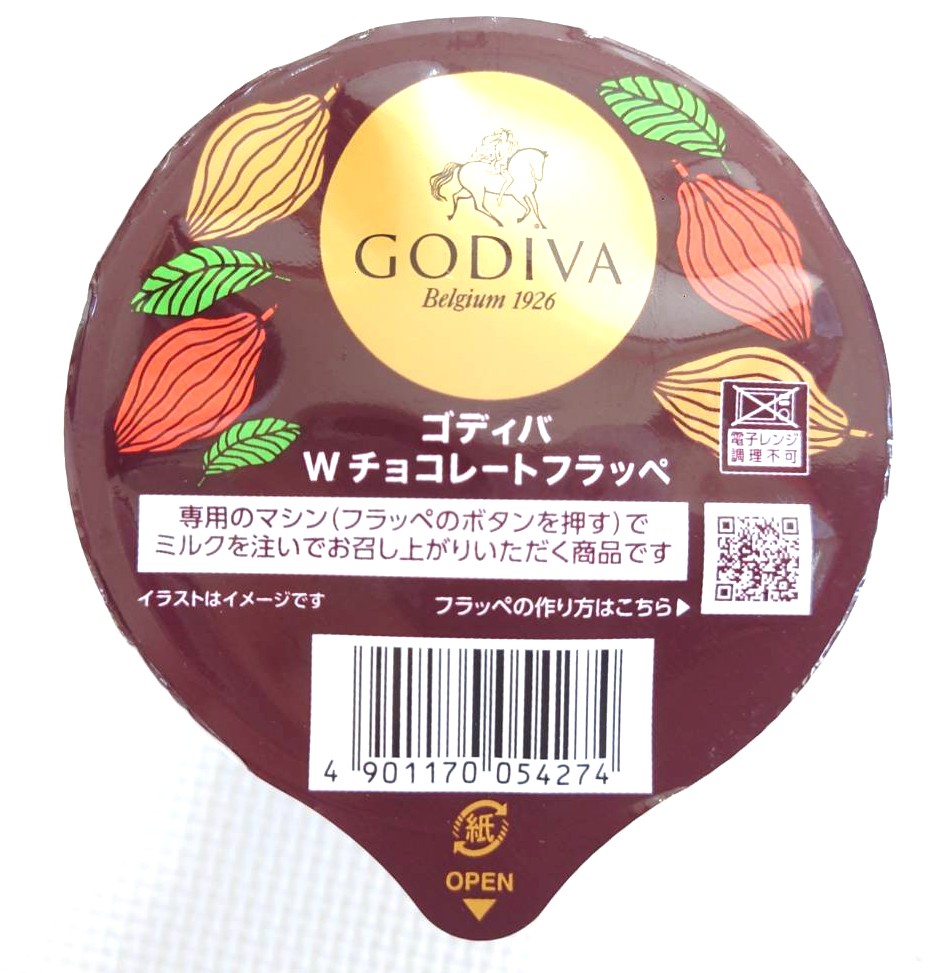 GODIVA
Belgium 1926
ゴディバ
Wチョコレートフラッペ
電子レンジ
調理不可
専用のマシン(フラッペのボタンを押す)で
ミルクを注いでお召し上がりいただく商品です
イラストはイメージです
フラッペの作り方はこちら▶
4 901170 054274
紙
OPEN